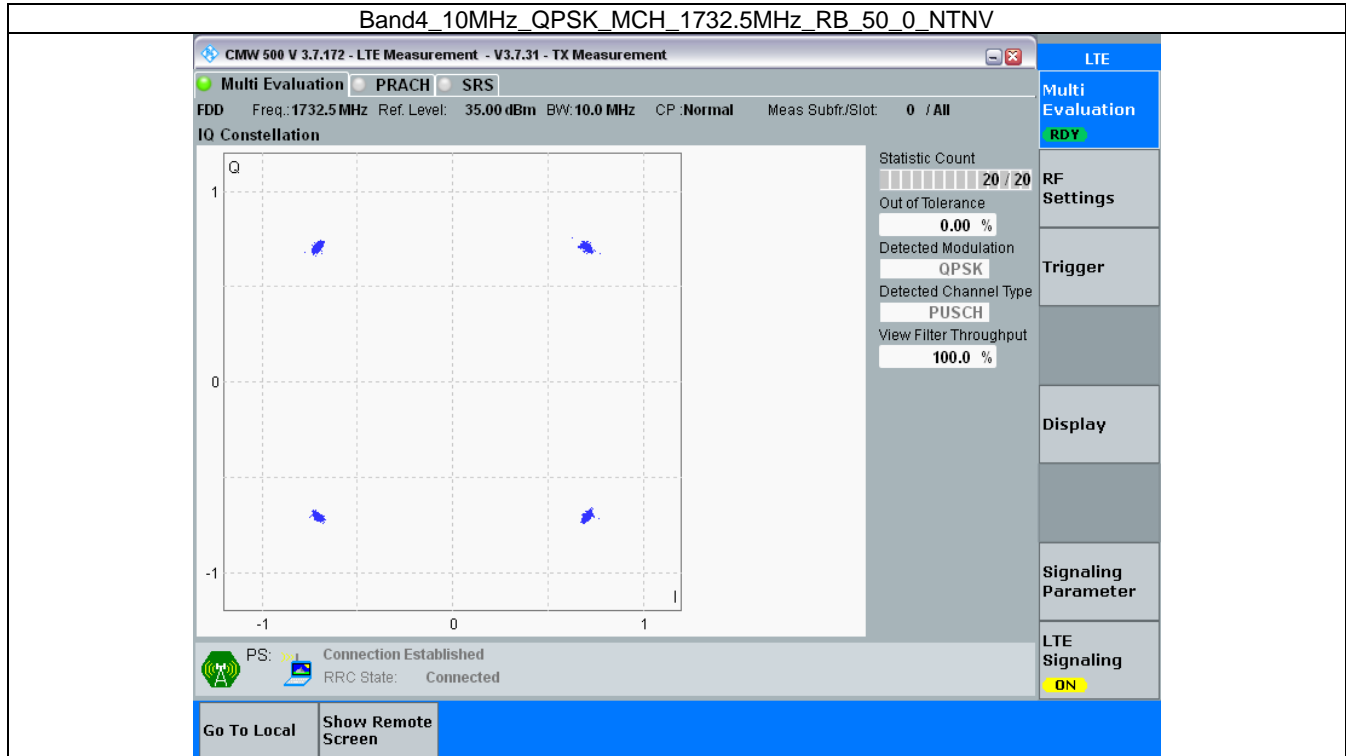 Band4_10MHz_QPSK_MCH_1732.5MHz_RB_50_0_NTNV
CMW 500 V 3.7.172 - LTE Measurement - V3.7.31 - TX Measurement
LTE
Multi Evaluation PRACH SRS
FDD Freq.:1732.5 MHz Ref. Level: 35.00 dBm BW:10.0 MHz CP :Normal Meas Subfr./Slot: 0 / All
IQ Constellation
Q
1
0
-1
I
-1 0 1
Statistic Count
20 / 20
Out of Tolerance
0.00 %
Detected Modulation
QPSK
Detected Channel Type
PUSCH
View Filter Throughput
100.0 %
Multi
Evaluation
RDY
RF
Settings
Trigger
Display
Signaling
Parameter
LTE
Signaling
ON
PS: Connection Established
RRC State: Connected
Go To Local
Show Remote
Screen